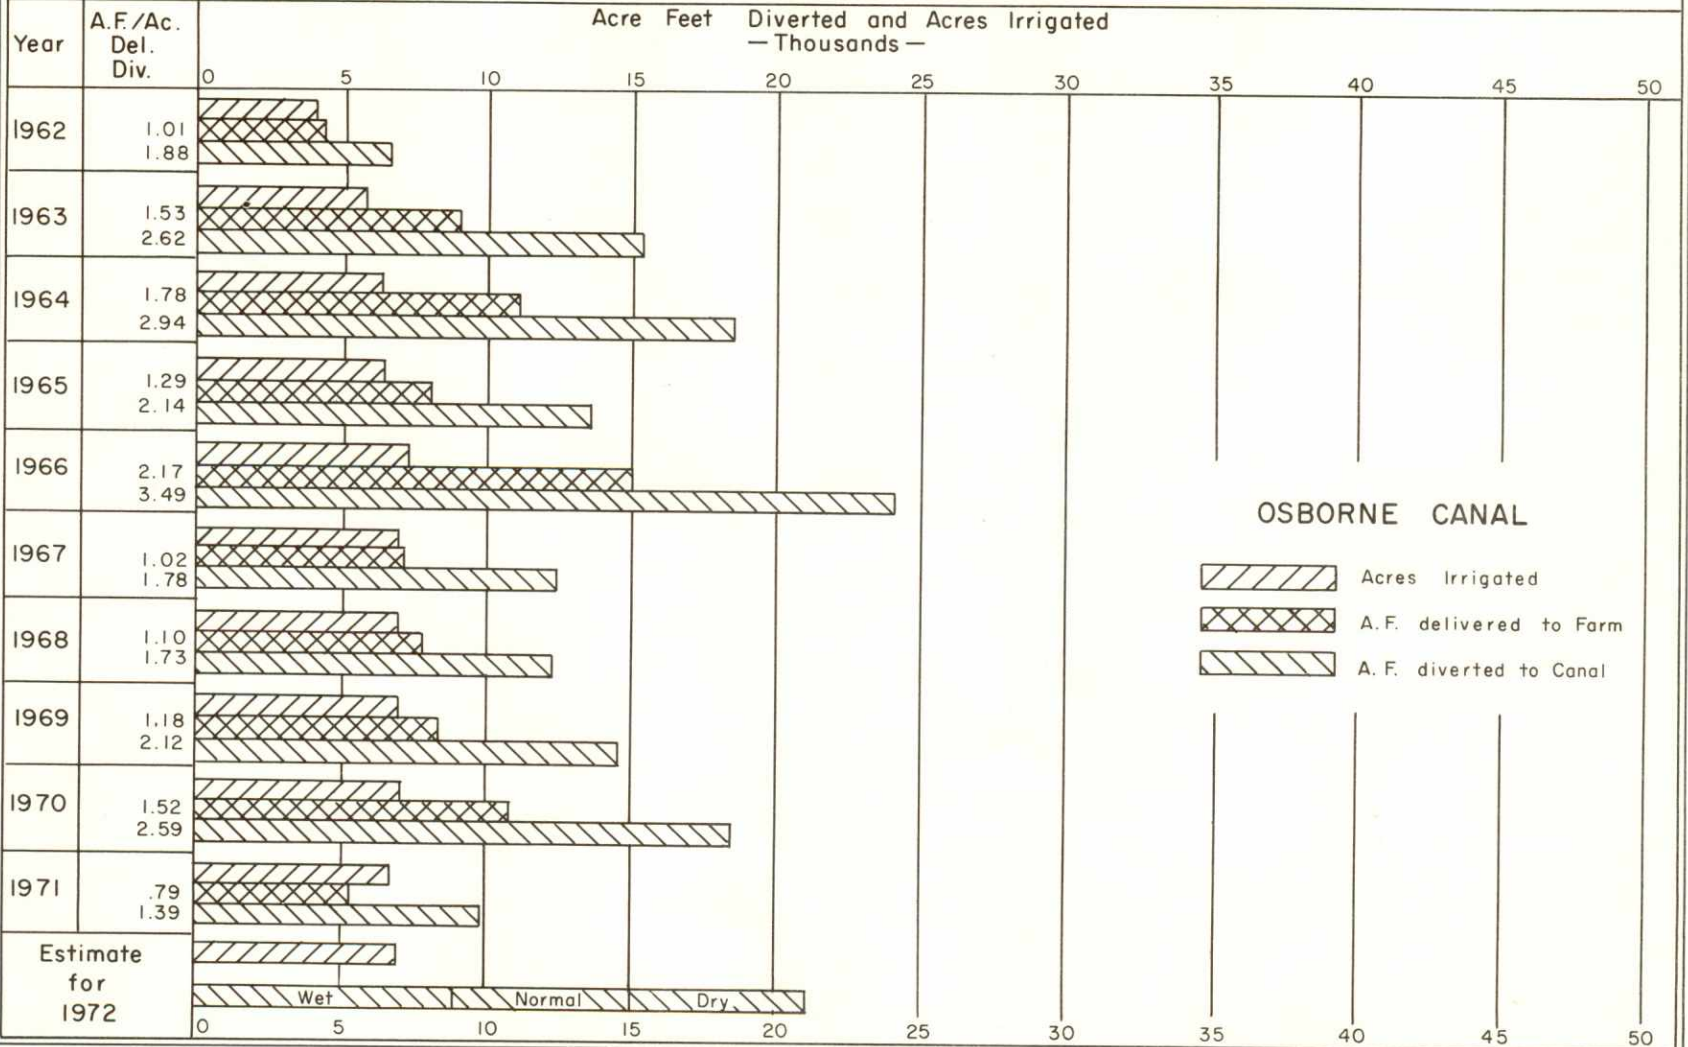 Year
A.F./Ac.
Del.
Div.
Acre Feet Diverted and Acres Irrigated
— Thousands —
0 5 10 15 20 25 30 35 40 45 50
1962 1.01
1.88
1963 1.53
2.62
1964 1.78
2.94
1965 1.29
2.14
1966 2.17
3.49
1967 1.02
1.78
1968 1.10
1.73
1969 1.18
2.12
1970 1.52
2.59
1971 .79
1.39
OSBORNE CANAL
Acres Irrigated
A.F. delivered to Farm
A.F. diverted to Canal
Estimate
for
1972
Wet Normal Dry
0 5 10 15 20 25 30 35 40 45 50